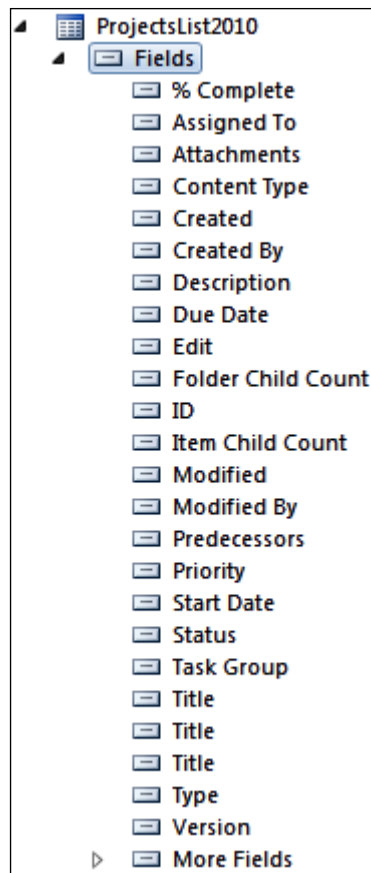 ProjectsList2010
Fields
% Complete
Assigned To
Attachments
Content Type
Created
Created By
Description
Due Date
Edit
Folder Child Count
ID
Item Child Count
Modified
Modified By
Predecessors
Priority
Start Date
Status
Task Group
Title
Title
Title
Type
Version
More Fields